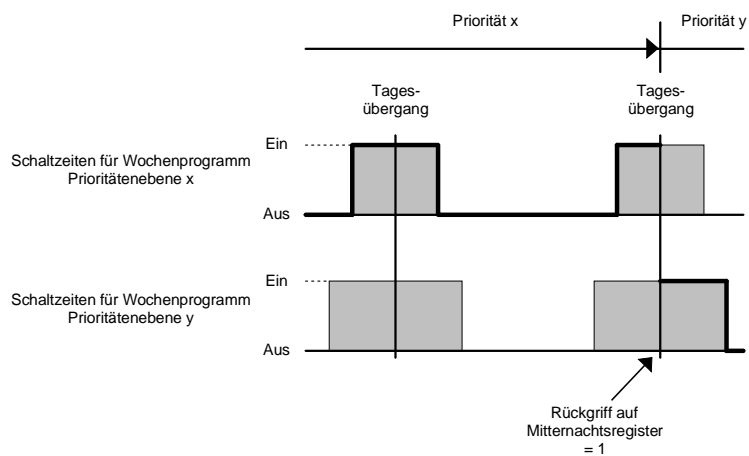 Priorität x
Priorität y
Tages-
übergang
Tages-
übergang
Ein
Schaltzeiten für Wochenprogramm
Prioritätenebene x
Aus
Ein
Schaltzeiten für Wochenprogramm
Prioritätenebene y
Aus
Rückgriff auf
Mitternachtsregister
= 1